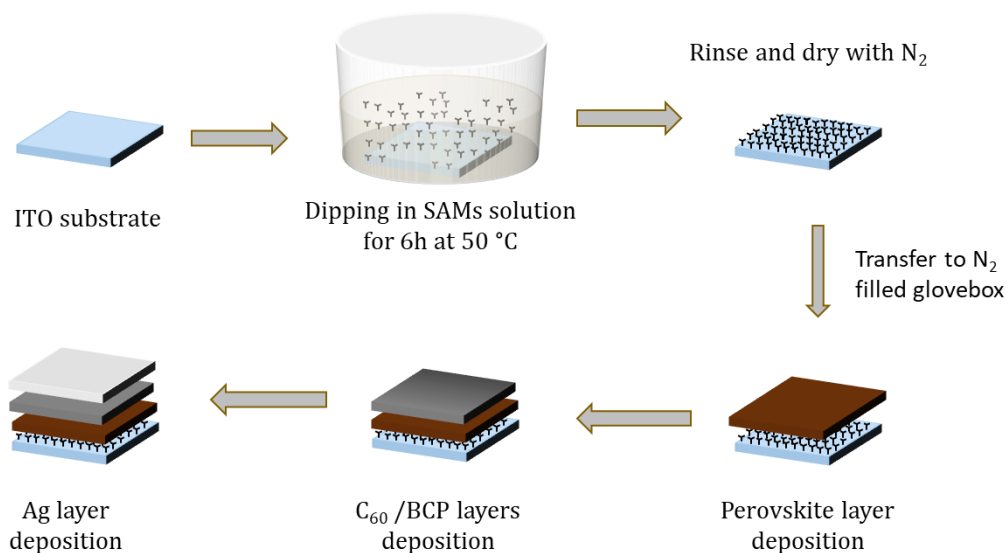 ITO substrate
Dipping in SAMs solution
for 6h at 50 °C
Rinse and dry with N₂
Transfer to N₂
filled glovebox
Perovskite layer
deposition
C₆₀ /BCP layers
deposition
Ag layer
deposition